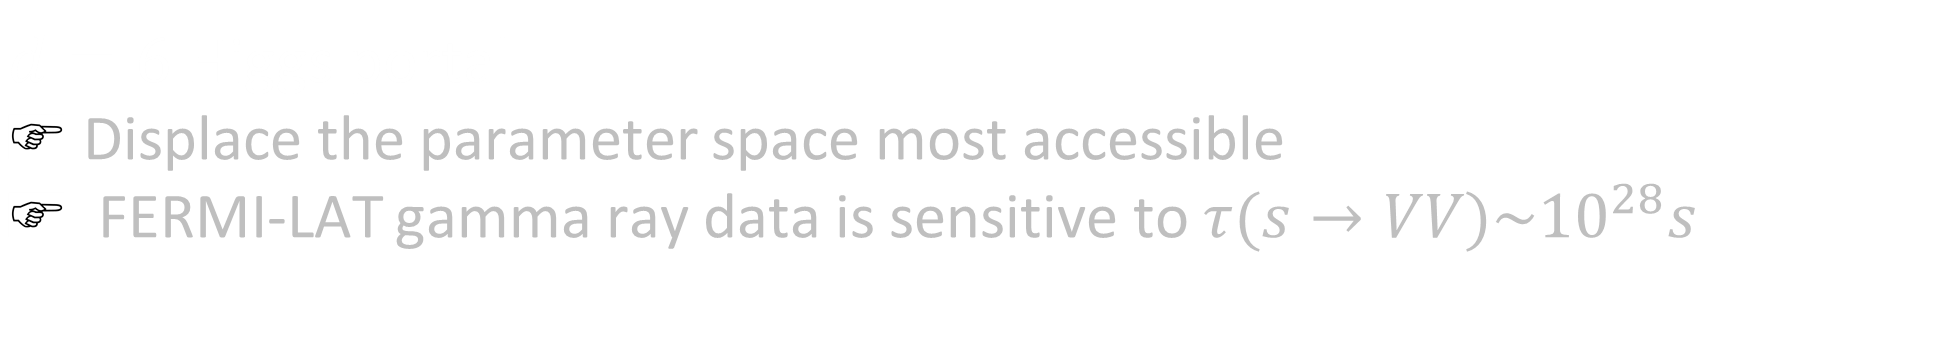 ☞ Displace the parameter space most accessible
☞ FERMI-LAT gamma ray data is sensitive to τ(s → VV)~10²⁸s